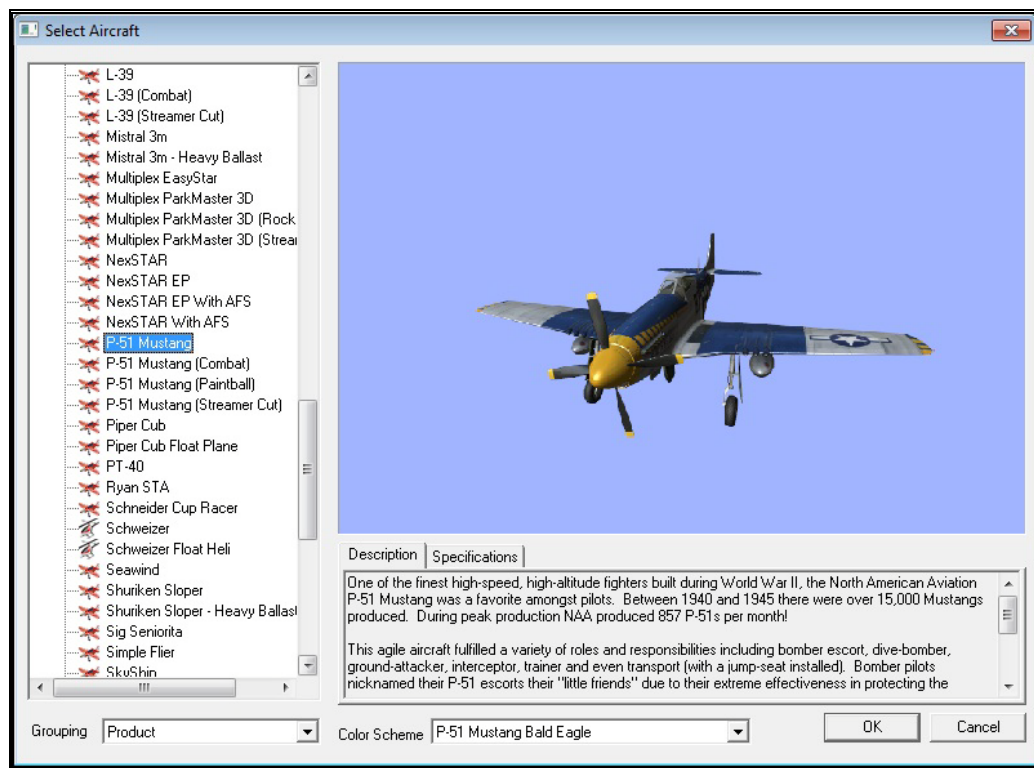 Select Aircraft
L-39
L-39 (Combat)
L-39 (Streamer Cut)
Mistral 3m
Mistral 3m - Heavy Ballast
Multiplex EasyStar
Multiplex ParkMaster 3D
Multiplex ParkMaster 3D (Rock
Multiplex ParkMaster 3D (Strear
NexSTAR
NexSTAR EP
NexSTAR EP With AFS
NexSTAR With AFS
P-51 Mustang
P-51 Mustang (Combat)
P-51 Mustang (Paintball)
P-51 Mustang (Streamer Cut)
Piper Cub
Piper Cub Float Plane
PT-40
Ryan STA
Schneider Cup Racer
Schweizer
Schweizer Float Heli
Seawind
Shuriken Sloper
Shuriken Sloper - Heavy Ballast
Sig Seniorita
Simple Flier
SkyShip
Grouping Product
Description Specifications
One of the finest high-speed, high-altitude fighters built during World War II, the North American Aviation
P-51 Mustang was a favorite amongst pilots. Between 1940 and 1945 there were over 15,000 Mustangs
produced. During peak production NAA produced 857 P-51s per month!
This agile aircraft fulfilled a variety of roles and responsibilities including bomber escort, dive-bomber,
ground-attacker, interceptor, trainer and even transport (with a jump-seat installed). Bomber pilots
nicknamed their P-51 escorts their "little friends" due to their extreme effectiveness in protecting the
Color Scheme P-51 Mustang Bald Eagle
OK Cancel